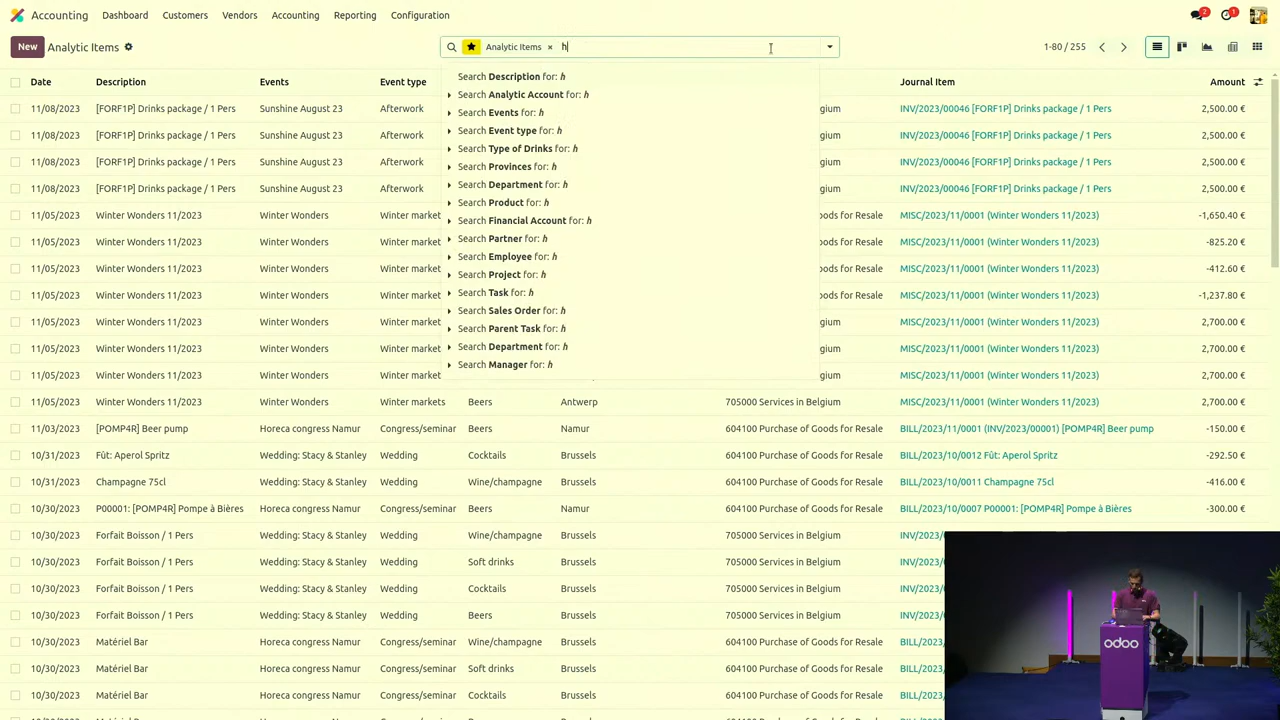 Accounting Dashboard Customers Vendors Accounting Reporting Configuration 2 1
New Analytic Items Analytic Items × h 1-80 / 255
Date Description Events Event type Journal Item Amount
Search Description for: h
Search Analytic Account for: h
Search Events for: h
Search Event type for: h
Search Type of Drinks for: h
Search Provinces for: h
Search Department for: h
Search Product for: h
Search Financial Account for: h
Search Partner for: h
Search Employee for: h
Search Project for: h
Search Task for: h
Search Sales Order for: h
Search Parent Task for: h
Search Department for: h
Search Manager for: h
11/08/2023 [FORF1P] Drinks package / 1 Pers Sunshine August 23 Afterwork INV/2023/00046 [FORF1P] Drinks package / 1 Pers 2,500.00 €
11/08/2023 [FORF1P] Drinks package / 1 Pers Sunshine August 23 Afterwork INV/2023/00046 [FORF1P] Drinks package / 1 Pers 2,500.00 €
11/08/2023 [FORF1P] Drinks package / 1 Pers Sunshine August 23 Afterwork INV/2023/00046 [FORF1P] Drinks package / 1 Pers 2,500.00 €
11/08/2023 [FORF1P] Drinks package / 1 Pers Sunshine August 23 Afterwork INV/2023/00046 [FORF1P] Drinks package / 1 Pers 2,500.00 €
11/05/2023 Winter Wonders 11/2023 Winter Wonders Winter market for Resale MISC/2023/11/0001 (Winter Wonders 11/2023) -1,650.40 €
11/05/2023 Winter Wonders 11/2023 Winter Wonders Winter market for Resale MISC/2023/11/0001 (Winter Wonders 11/2023) -825.20 €
11/05/2023 Winter Wonders 11/2023 Winter Wonders Winter market for Resale MISC/2023/11/0001 (Winter Wonders 11/2023) -412.60 €
11/05/2023 Winter Wonders 11/2023 Winter Wonders Winter market for Resale MISC/2023/11/0001 (Winter Wonders 11/2023) -1,237.80 €
11/05/2023 Winter Wonders 11/2023 Winter Wonders Winter market MISC/2023/11/0001 (Winter Wonders 11/2023) 2,700.00 €
11/05/2023 Winter Wonders 11/2023 Winter Wonders Winter market MISC/2023/11/0001 (Winter Wonders 11/2023) 2,700.00 €
11/05/2023 Winter Wonders 11/2023 Winter Wonders Winter market MISC/2023/11/0001 (Winter Wonders 11/2023) 2,700.00 €
11/05/2023 Winter Wonders 11/2023 Winter Wonders Winter markets Beers Antwerp 705000 Services in Belgium MISC/2023/11/0001 (Winter Wonders 11/2023) 2,700.00 €
11/03/2023 [POMP4R] Beer pump Horeca congress Namur Congress/seminar Beers Namur 604100 Purchase of Goods for Resale BILL/2023/11/0001 (INV/2023/00001) [POMP4R] Beer pump -150.00 €
10/31/2023 Fût: Aperol Spritz Wedding: Stacy & Stanley Wedding Cocktails Brussels 604100 Purchase of Goods for Resale BILL/2023/10/0012 Fût: Aperol Spritz -292.50 €
10/31/2023 Champagne 75cl Wedding: Stacy & Stanley Wedding Wine/champagne Brussels 604100 Purchase of Goods for Resale BILL/2023/10/0011 Champagne 75cl -416.00 €
10/30/2023 P00001: [POMP4R] Pompe à Bières Horeca congress Namur Congress/seminar Beers Namur 604100 Purchase of Goods for Resale BILL/2023/10/0007 P00001: [POMP4R] Pompe à Bières -300.00 €
10/30/2023 Forfait Boisson / 1 Pers Wedding: Stacy & Stanley Wedding Wine/champagne Brussels 705000 Services in Belgium
10/30/2023 Forfait Boisson / 1 Pers Wedding: Stacy & Stanley Wedding Soft drinks Brussels 705000 Services in Belgium
10/30/2023 Forfait Boisson / 1 Pers Wedding: Stacy & Stanley Wedding Cocktails Brussels 705000 Services in Belgium
10/30/2023 Forfait Boisson / 1 Pers Wedding: Stacy & Stanley Wedding Beers Brussels 705000 Services in Belgium
10/30/2023 Matériel Bar Horeca congress Namur Congress/seminar Wine/champagne Brussels 604100 Purchase of Goods for Resale
10/30/2023 Matériel Bar Horeca congress Namur Congress/seminar Soft drinks Brussels 604100 Purchase of Goods for Resale
10/30/2023 Matériel Bar Horeca congress Namur Congress/seminar Cocktails Brussels 604100 Purchase of Goods for Resale
odoo